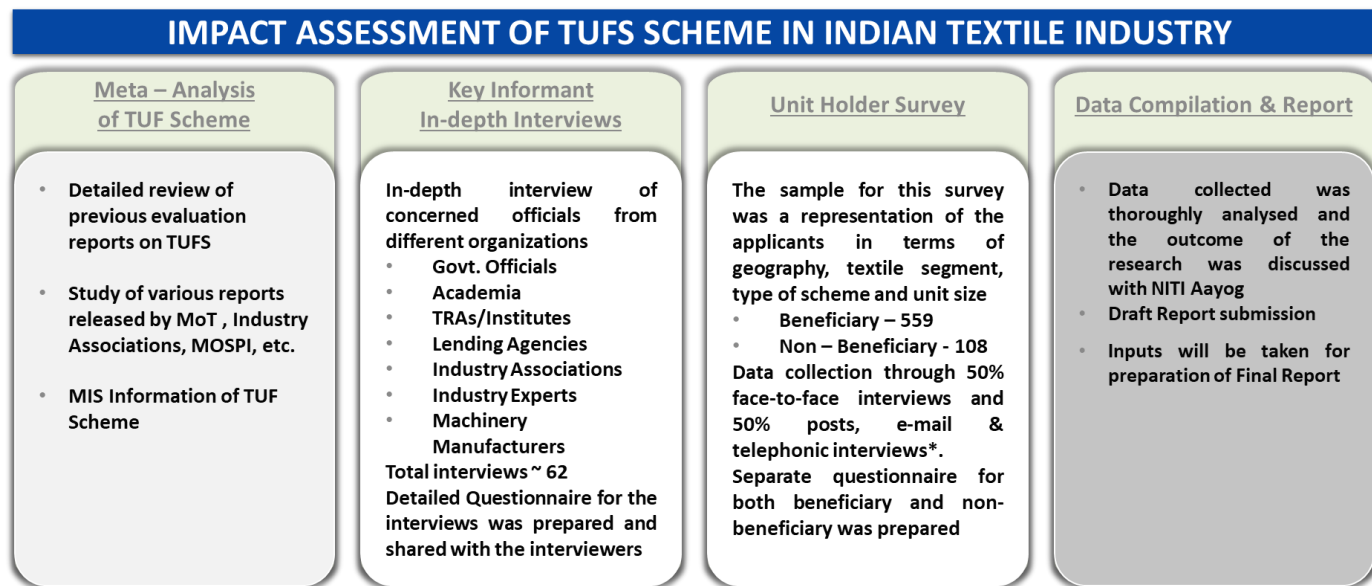 IMPACT ASSESSMENT OF TUFS SCHEME IN INDIAN TEXTILE INDUSTRY
Meta – Analysis
of TUF Scheme
• Detailed review of
previous evaluation
reports on TUFS
• Study of various reports
released by MoT , Industry
Associations, MOSPI, etc.
• MIS Information of TUF
Scheme
Key Informant
In-depth Interviews
In-depth interview of
concerned officials from
different organizations
• Govt. Officials
• Academia
• TRAs/Institutes
• Lending Agencies
• Industry Associations
• Industry Experts
• Machinery
Manufacturers
Total interviews ~ 62
Detailed Questionnaire for the
interviews was prepared and
shared with the interviewers
Unit Holder Survey
The sample for this survey
was a representation of the
applicants in terms of
geography, textile segment,
type of scheme and unit size
• Beneficiary – 559
• Non – Beneficiary - 108
Data collection through 50%
face-to-face interviews and
50% posts, e-mail &
telephonic interviews*.
Separate questionnaire for
both beneficiary and non-
beneficiary was prepared
Data Compilation & Report
• Data collected was
thoroughly analysed and
the outcome of the
research was discussed
with NITI Aayog
• Draft Report submission
• Inputs will be taken for
preparation of Final Report